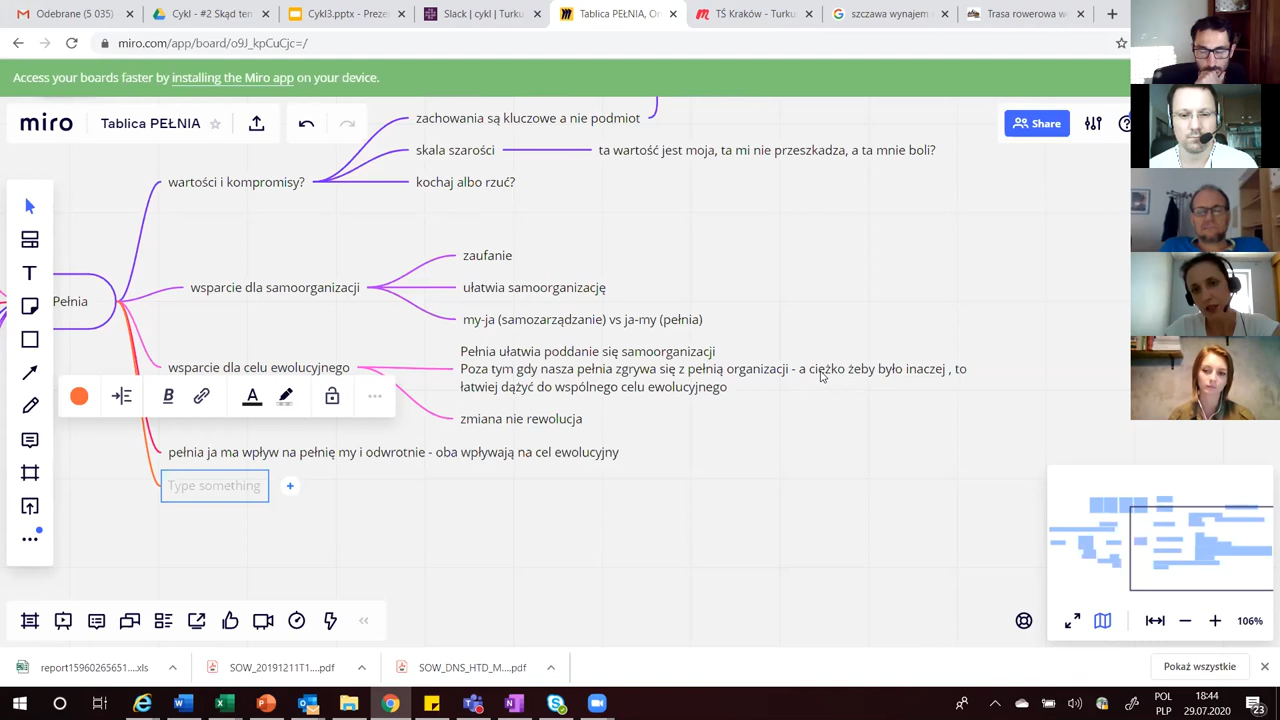 Odebrane (5 035)
Cykl - #2 Skąd ten
Cykl3.pptx - Prezen
Slack | cykl | Turku
Tablica PEŁNIA, On
TŚ Kraków - Turku
szczawa wynajem r
Trasa rowerowa w
miro.com/app/board/o9J_kpCuCjc=/
Access your boards faster by installing the Miro app on your device.
miro
Tablica PEŁNIA
Share
zachowania są kluczowe a nie podmiot
skala szarości
ta wartość jest moja, ta mi nie przeszkadza, a ta mnie boli?
wartości i kompromisy?
kochaj albo rzuć?
zaufanie
wsparcie dla samoorganizacji
ułatwia samoorganizację
Pełnia
my-ja (samozarządzanie) vs ja-my (pełnia)
Pełnia ułatwia poddanie się samoorganizacji
wsparcie dla celu ewolucyjnego
Poza tym gdy nasza pełnia zgrywa się z pełnią organizacji - a ciężko żeby było inaczej , to
łatwiej dążyć do wspólnego celu ewolucyjnego
zmiana nie rewolucja
pełnia ja ma wpływ na pełnię my i odwrotnie - oba wpływają na cel ewolucyjny
Type something
106%
report15960265651....xls
SOW_20191211T1....pdf
SOW_DNS_HTD_M....pdf
Pokaż wszystkie
POL
PLP
18:44
29.07.2020
23